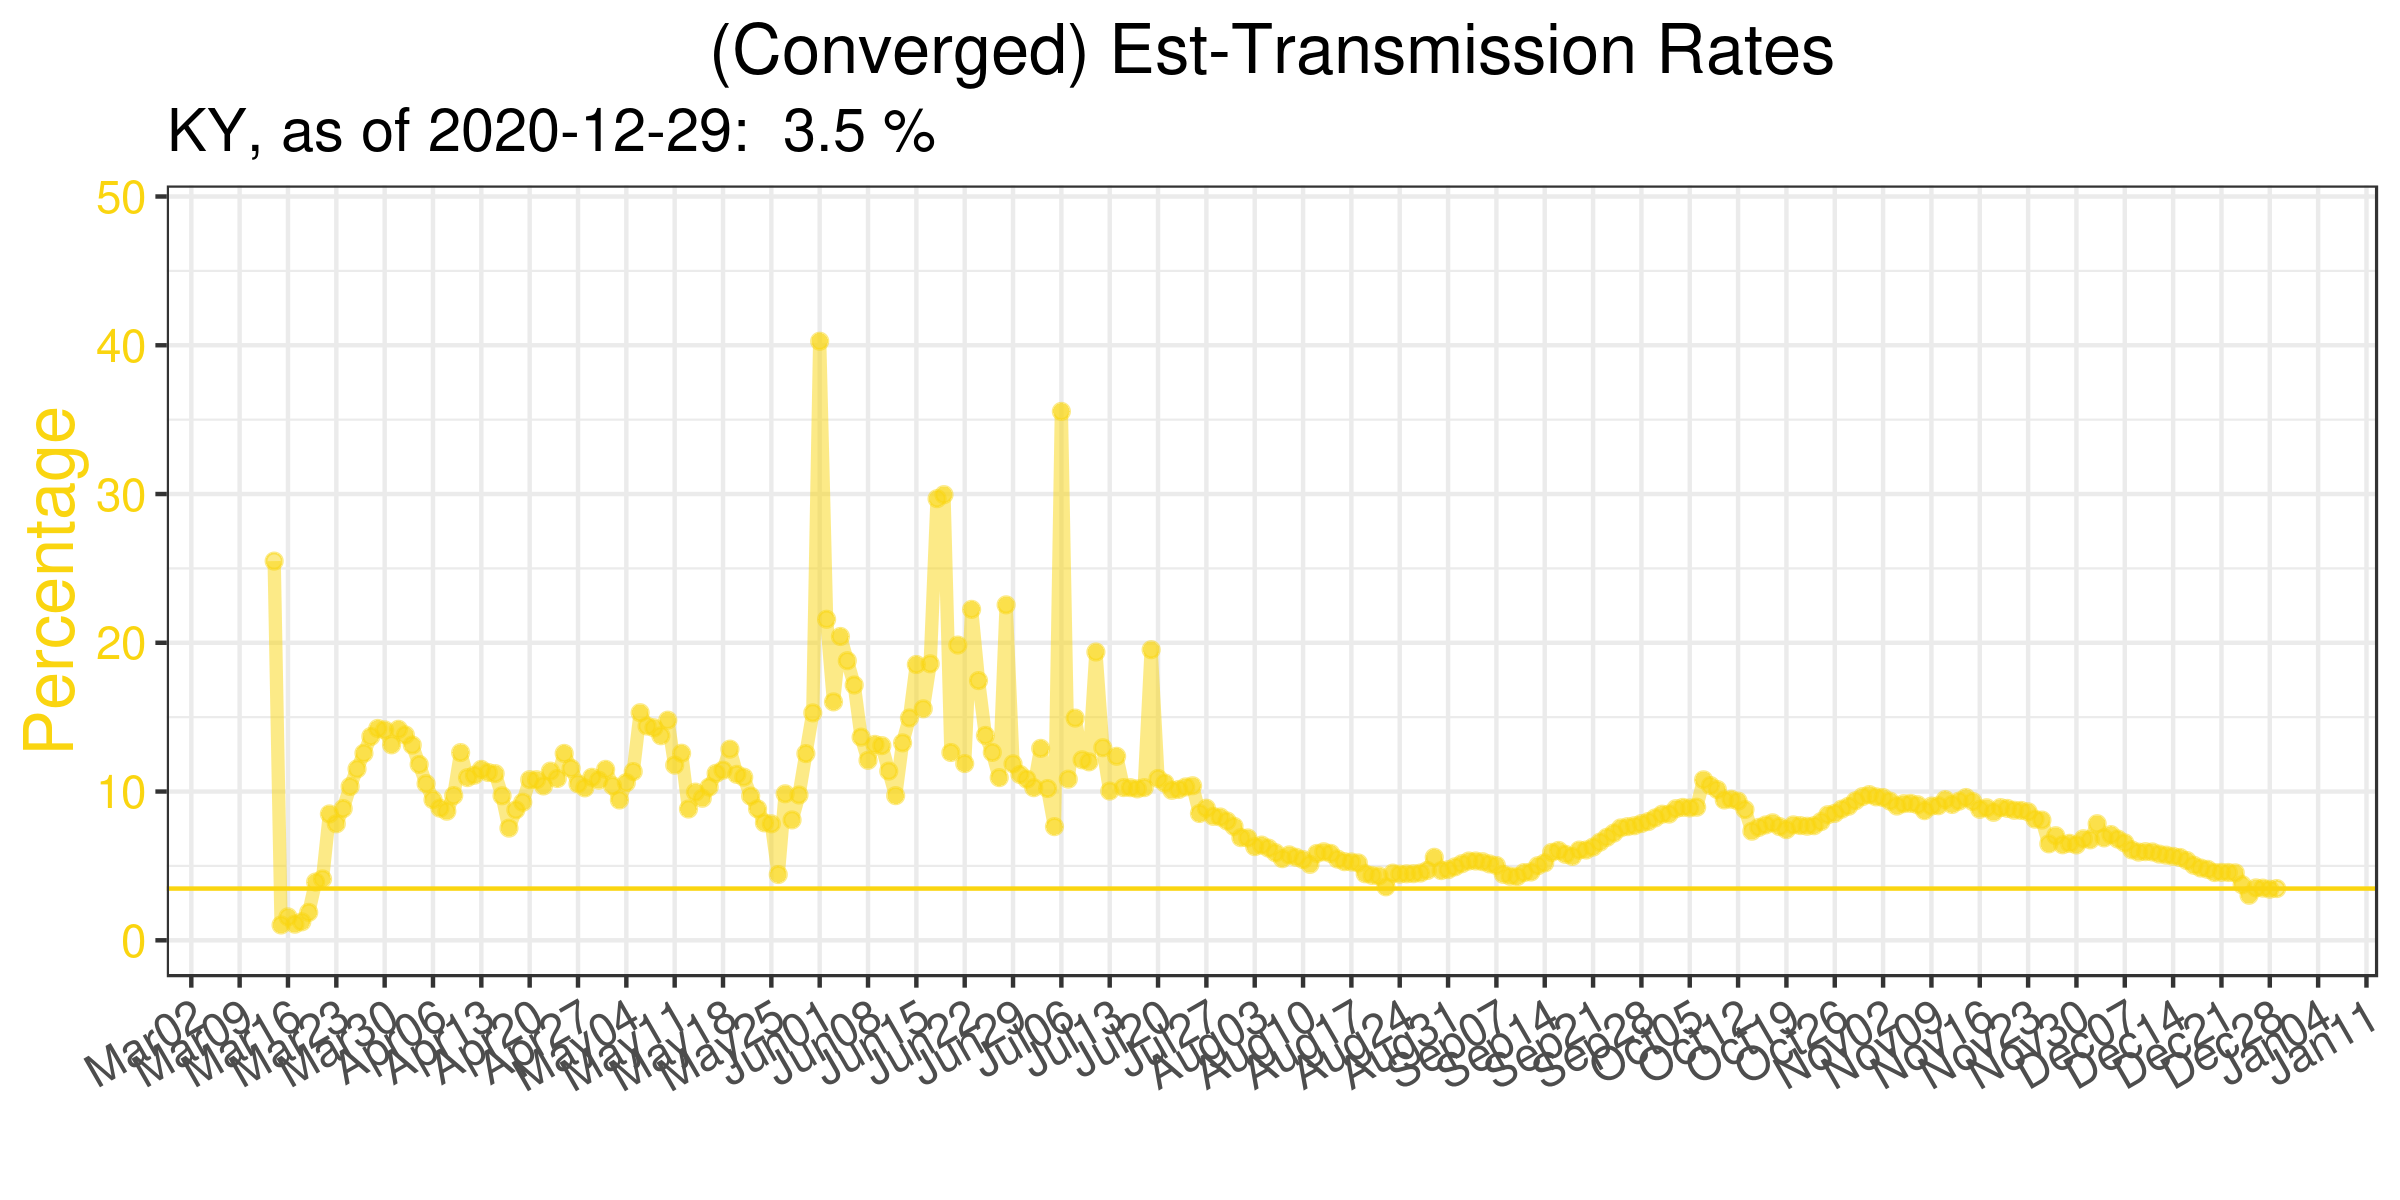 (Converged) Est-Transmission Rates
KY, as of 2020-12-29:  3.5 %
Percentage
50
40
30
20
10
0
Mar02
Mar09
Mar16
Mar23
Mar30
Apr06
Apr13
Apr20
Apr27
May04
May11
May18
May25
Jun01
Jun08
Jun15
Jun22
Jun29
Jul06
Jul13
Jul20
Jul27
Aug03
Aug10
Aug17
Aug24
Aug31
Sep07
Sep14
Sep21
Sep28
Oct05
Oct12
Oct19
Oct26
Nov02
Nov09
Nov16
Nov23
Nov30
Dec07
Dec14
Dec21
Dec28
Jan04
Jan11